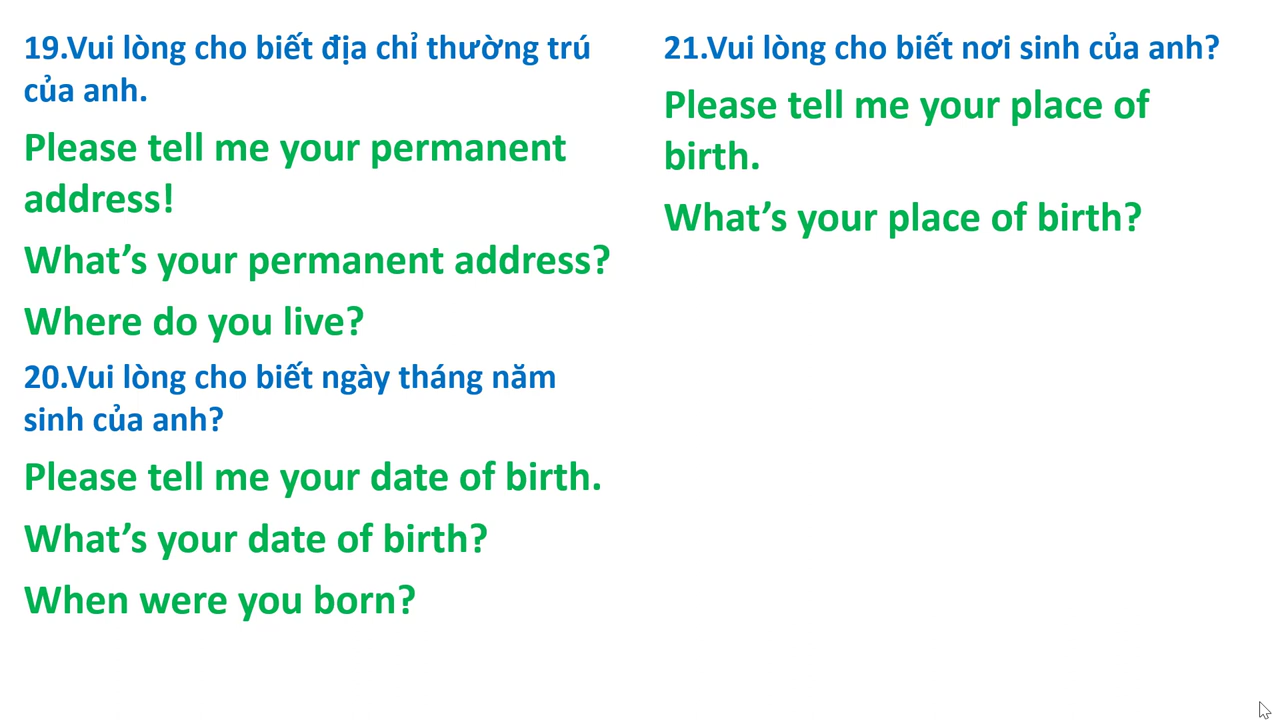 19.Vui lòng cho biết địa chỉ thường trú
của anh.
Please tell me your permanent
address!
What’s your permanent address?
Where do you live?
20.Vui lòng cho biết ngày tháng năm
sinh của anh?
Please tell me your date of birth.
What’s your date of birth?
When were you born?
21.Vui lòng cho biết nơi sinh của anh?
Please tell me your place of
birth.
What’s your place of birth?